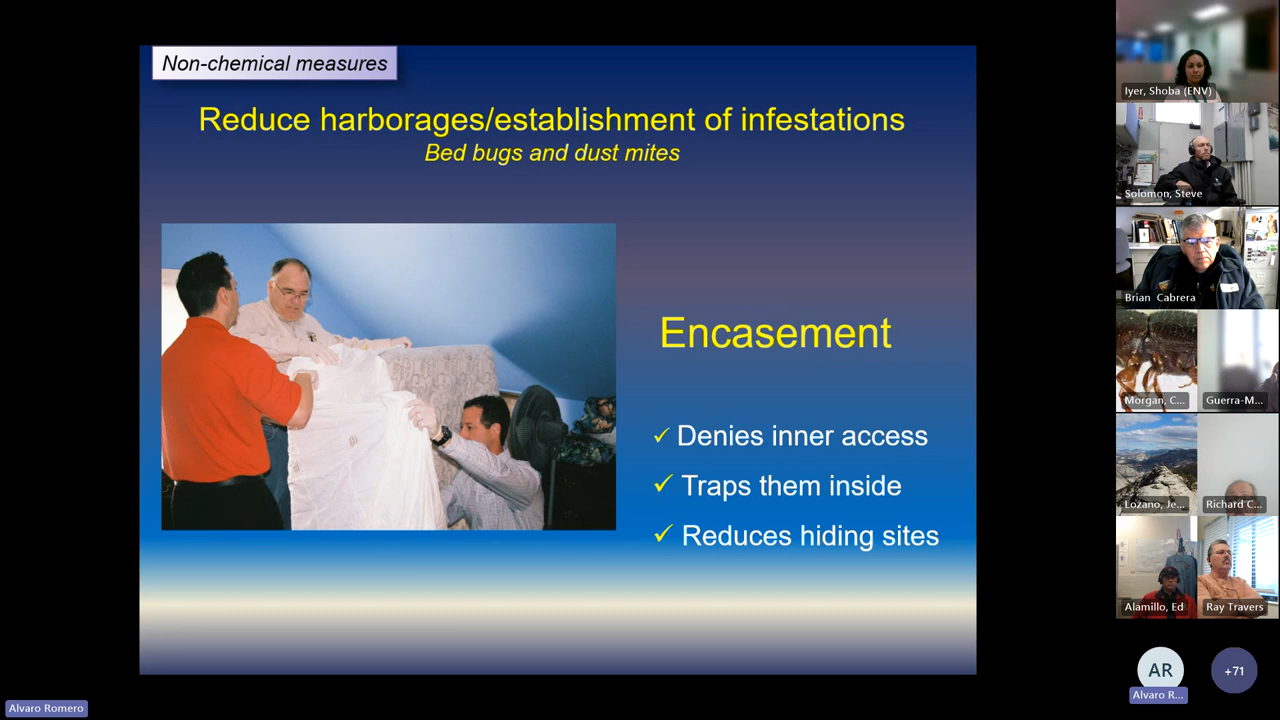 Non-chemical measures
Reduce harborages/establishment of infestations
Bed bugs and dust mites
Encasement
✓ Denies inner access
✓ Traps them inside
✓ Reduces hiding sites
Iyer, Shoba (ENV)
Solomon, Steve
Brian Cabrera
Morgan, C...
Guerra-M...
Lozano, Je...
Richard C...
Alamillo, Ed
Ray Travers
AR
Alvaro R...
+71
Alvaro Romero